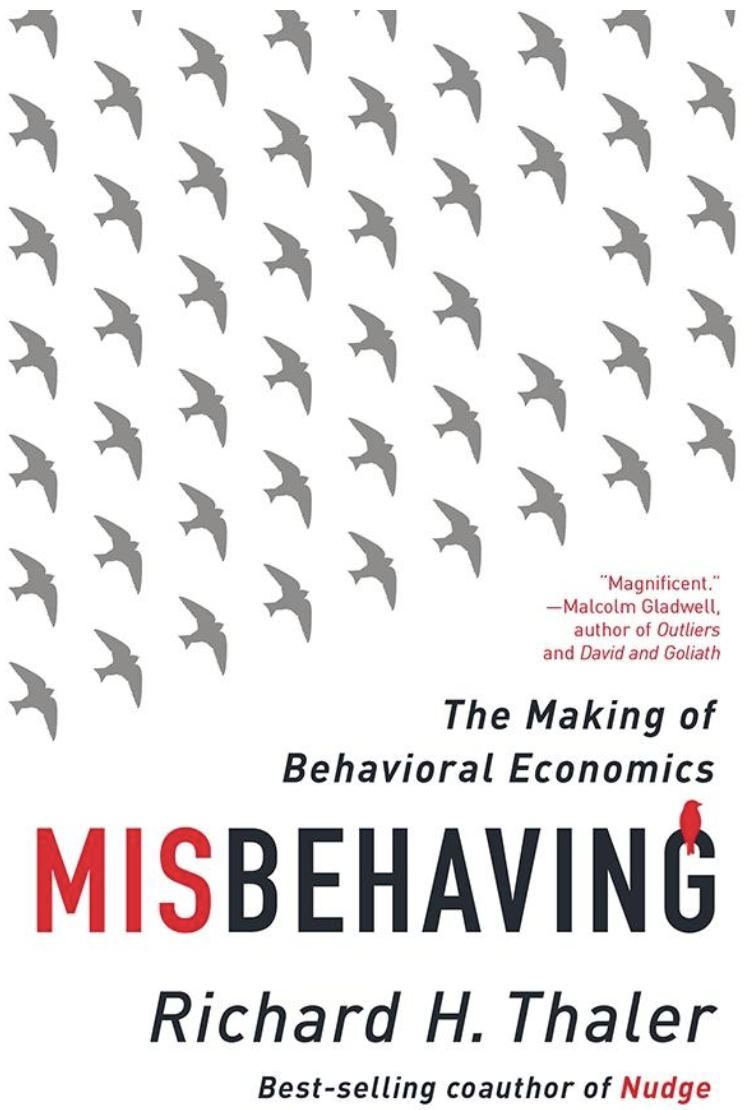 "Magnificent."
—Malcolm Gladwell,
author of Outliers
and David and Goliath
The Making of
Behavioral Economics
MISBEHAVING
Richard H. Thaler
Best-selling coauthor of Nudge